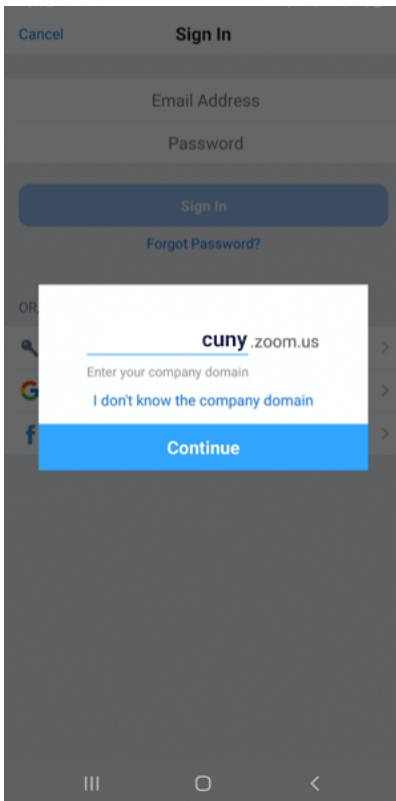 Cancel
Sign In
Email Address
Password
Sign In
Forgot Password?
OR
cuny.zoom.us
Enter your company domain
I don't know the company domain
Continue